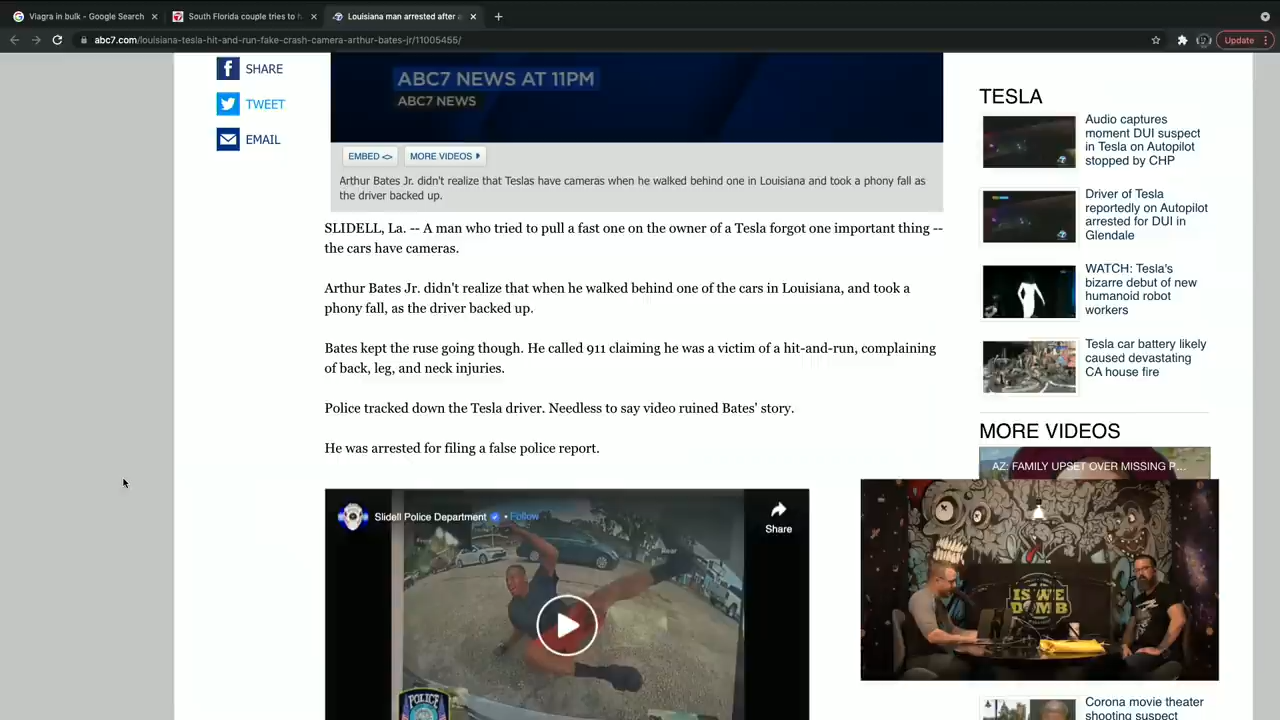 Viagra in bulk - Google Search
South Florida couple tries to
Louisiana man arrested after
abc7.com/louisiana-tesla-hit-and-run-fake-crash-camera-arthur-bates-jr/11005455/
Update
SHARE
TWEET
EMAIL
ABC7 NEWS AT 11PM
ABC7 NEWS
EMBED <>
MORE VIDEOS
Arthur Bates Jr. didn't realize that Teslas have cameras when he walked behind one in Louisiana and took a phony fall as
the driver backed up.
SLIDELL, La. -- A man who tried to pull a fast one on the owner of a Tesla forgot one important thing --
the cars have cameras.
Arthur Bates Jr. didn't realize that when he walked behind one of the cars in Louisiana, and took a
phony fall, as the driver backed up.
Bates kept the ruse going though. He called 911 claiming he was a victim of a hit-and-run, complaining
of back, leg, and neck injuries.
Police tracked down the Tesla driver. Needless to say video ruined Bates' story.
He was arrested for filing a false police report.
Slidell Police Department • Follow
Share
POLICE
TESLA
Audio captures
moment DUI suspect
in Tesla on Autopilot
stopped by CHP
Driver of Tesla
reportedly on Autopilot
arrested for DUI in
Glendale
WATCH: Tesla's
bizarre debut of new
humanoid robot
workers
Tesla car battery likely
caused devastating
CA house fire
MORE VIDEOS
AZ: FAMILY UPSET OVER MISSING P...
IS WE
DUMB
Corona movie theater
shooting suspect